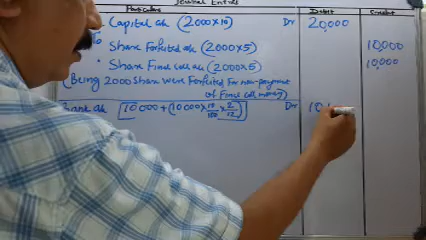 Journal Entries
Particulars Debit Credit
Capital a/c (2000×10) Dr 20,000
To Share Forfeited a/c (2000×5) 10,000
" Share Final call a/c (2000×5) 10,000
(Being 2000 Share were Forfeited for non-payment
of Final call money)
Bank a/c [10000+(10000× ×2/12)] Dr 10